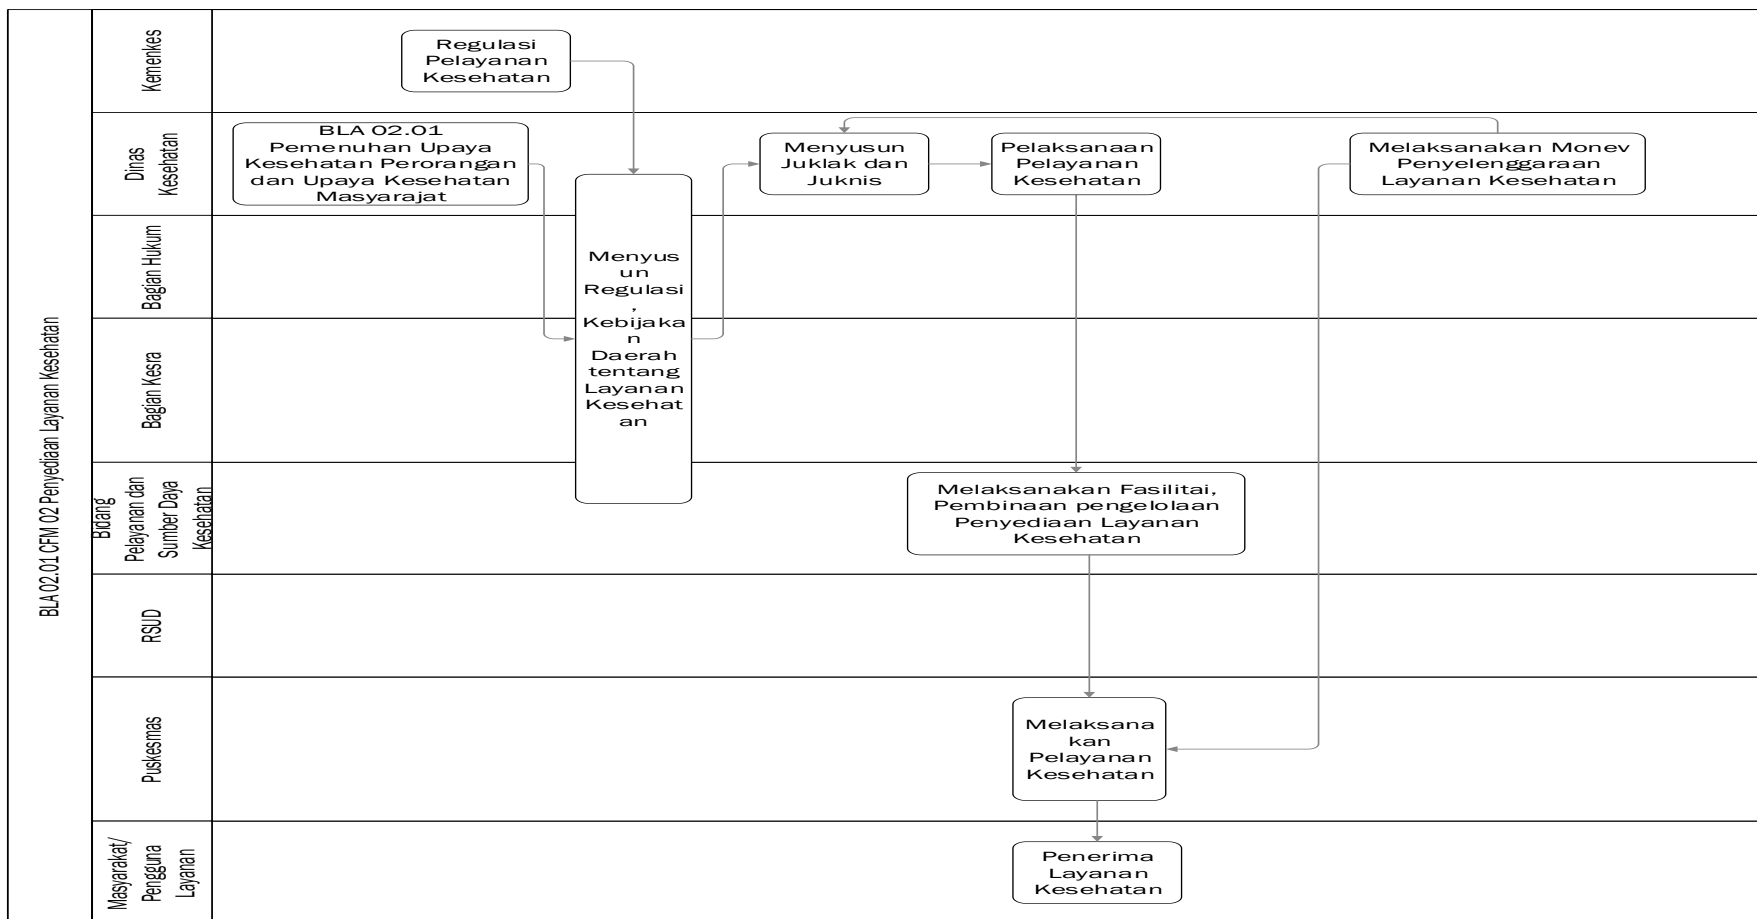 BLA 02.01 CFM 02 Penyediaan Layanan Kesehatan
Kemenkes
Regulasi
Pelayanan
Kesehatan
Dinas
Kesehatan
BLA 02.01
Pemenuhan Upaya
Kesehatan Perorangan
dan Upaya Kesehatan
Masyarajat
Menyusun
Juklak dan
Juknis
Pelaksanaan
Pelayanan
Kesehatan
Melaksanakan Monev
Penyelenggaraan
Layanan Kesehatan
Bagian Hukum
Menyus
un
Regulasi
,
Kebijaka
n
Daerah
tentang
Layanan
Kesehat
an
Bagian Kesra
Bidang
Pelayanan dan
Sumber Daya
Kesehatan
Melaksanakan Fasilitai,
Pembinaan pengelolaan
Penyediaan Layanan
Kesehatan
RSUD
Puskesmas
Melaksana
kan
Pelayanan
Kesehatan
Masyarakat/
Pengguna
Layanan
Penerima
Layanan
Kesehatan